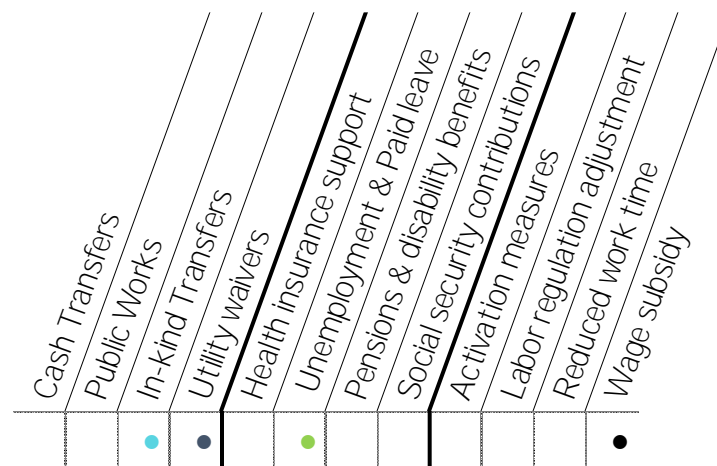 Cash Transfers
Public Works
In-Kind Transfers
Utility waivers
Health insurance support
Unemployment & Paid leave
Pensions & disability benefits
Social security contributions
Activation measures
Labor regulation adjustment
Reduced work time
Wage subsidy